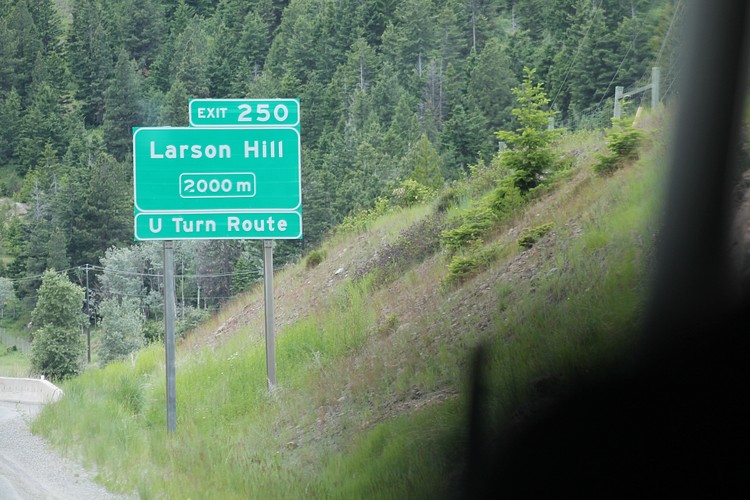 EXIT 250
Larson Hill
2000 m
U Turn Route